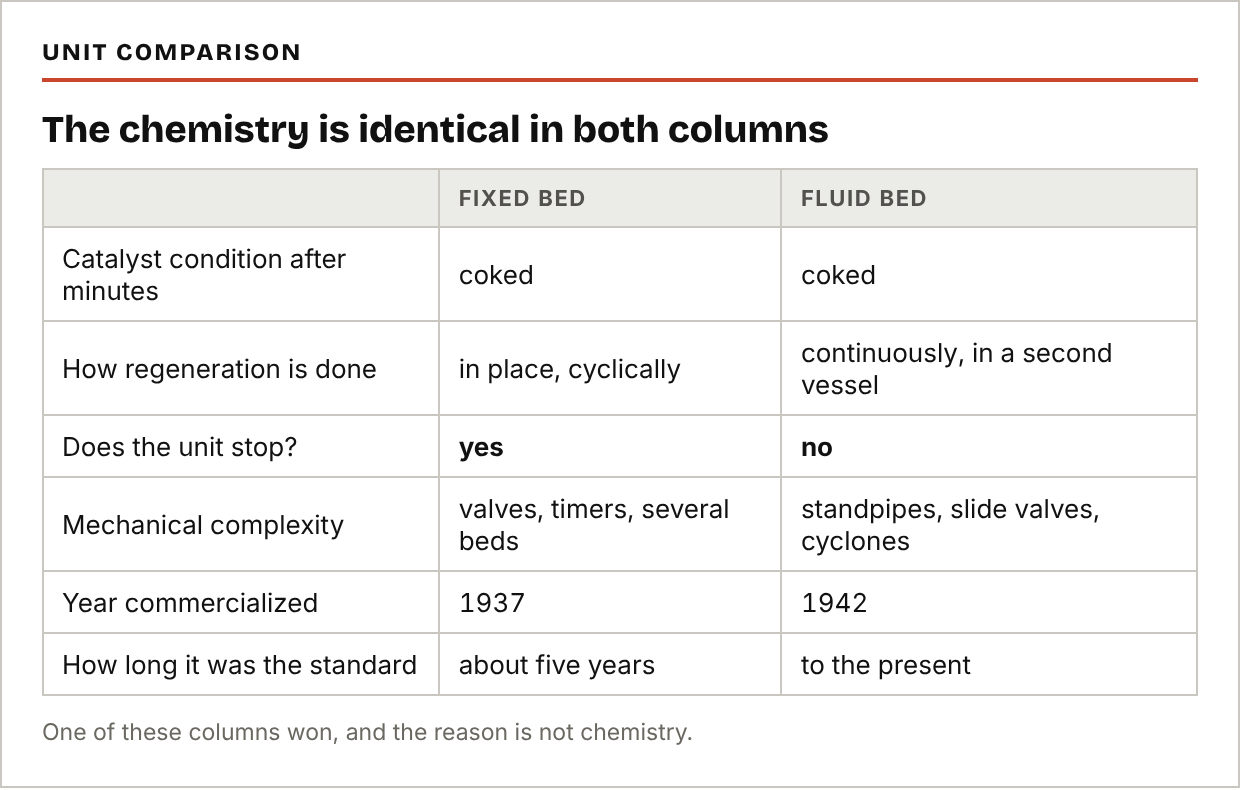 UNIT COMPARISON
The chemistry is identical in both columns
FIXED BED
FLUID BED
Catalyst condition after
minutes
coked
coked
How regeneration is done
in place, cyclically
continuously, in a second
vessel
Does the unit stop?
yes
no
Mechanical complexity
valves, timers, several
beds
standpipes, slide valves,
cyclones
Year commercialized
1937
1942
How long it was the standard
about five years
to the present
One of these columns won, and the reason is not chemistry.